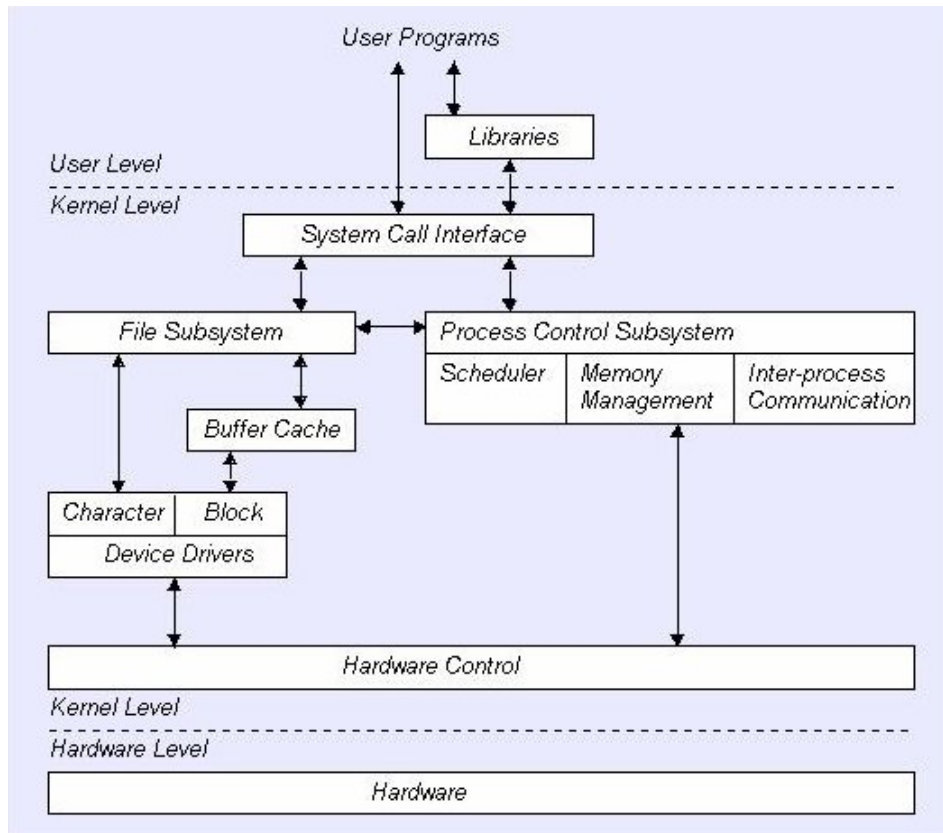 User Programs
Libraries
User Level
Kernel Level
System Call Interface
File Subsystem
Process Control Subsystem
Scheduler
Memory
Management
Inter-process
Communication
Buffer Cache
Character
Block
Device Drivers
Hardware Control
Kernel Level
Hardware Level
Hardware